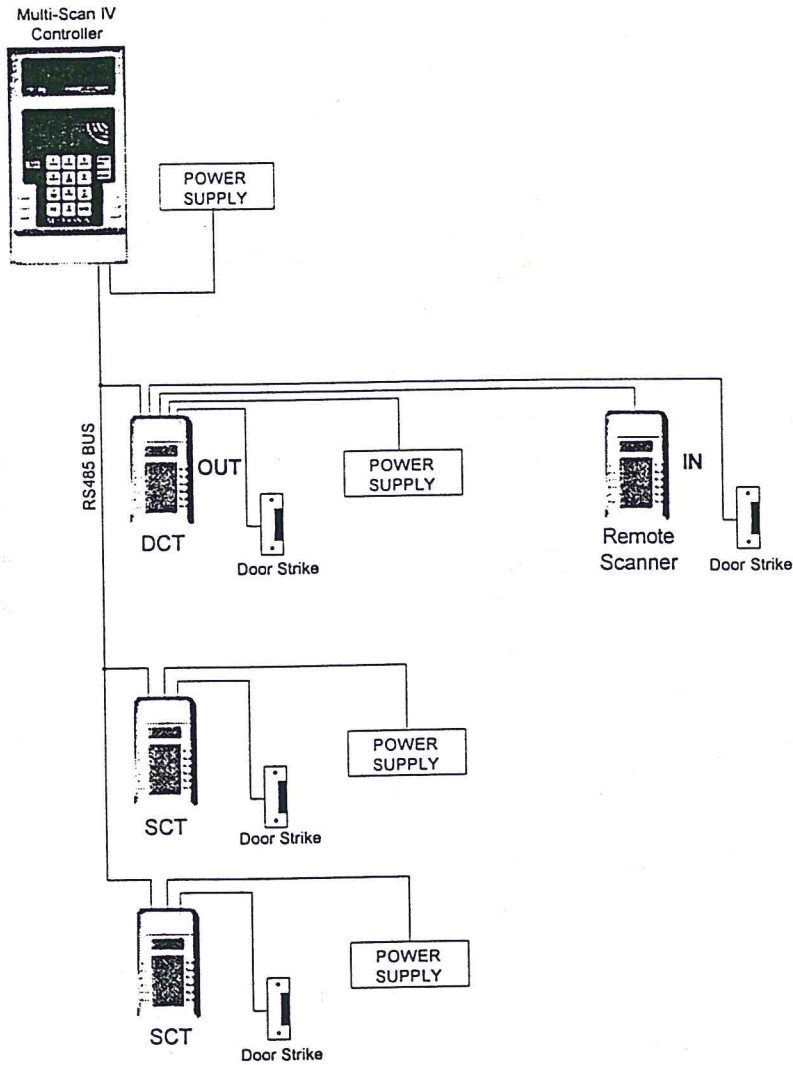 Multi-Scan IV
Controller
POWER
SUPPLY
RS485 BUS
OUT
DCT
Door Strike
POWER
SUPPLY
IN
Remote
Scanner
Door Strike
SCT
Door Strike
POWER
SUPPLY
SCT
Door Strike
POWER
SUPPLY